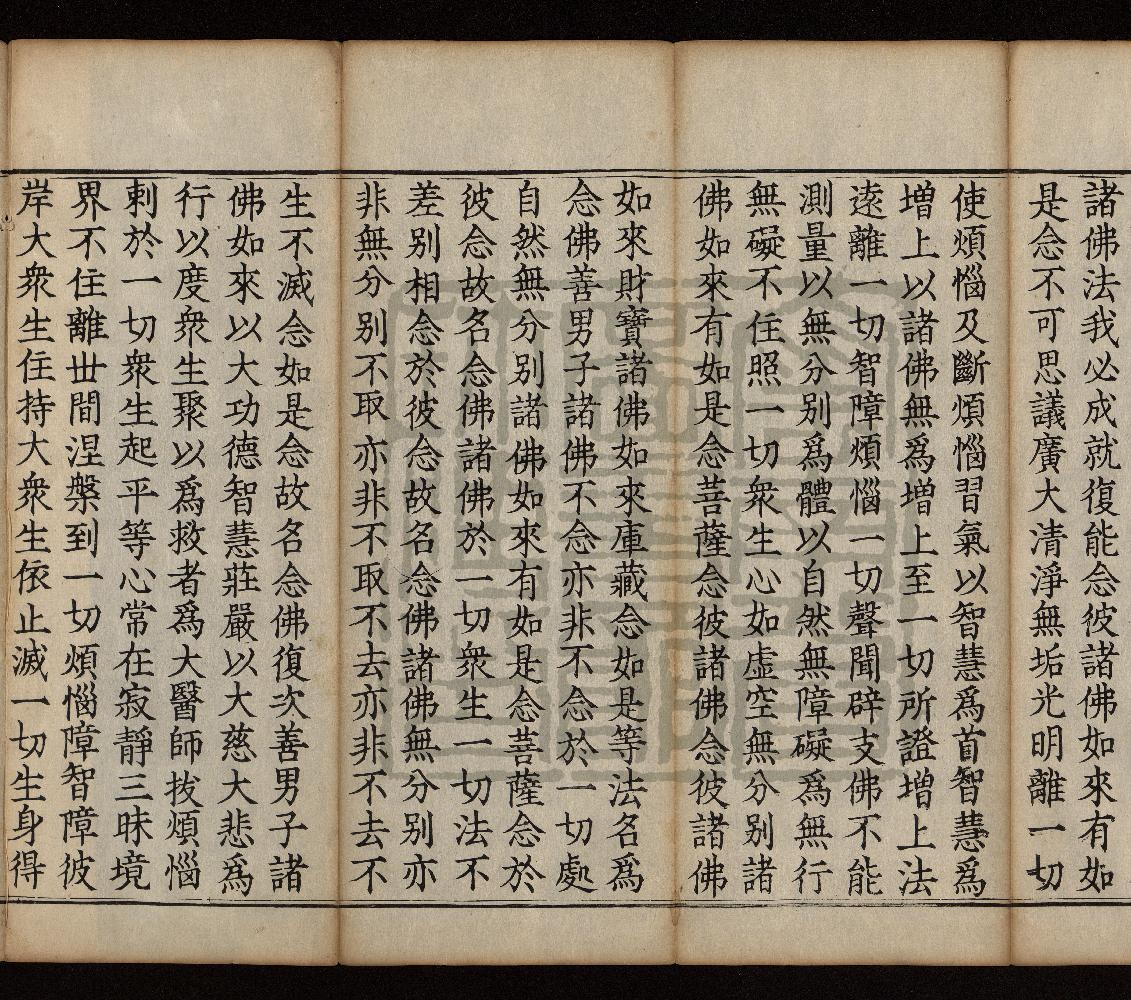 諸佛法我必成就復能念彼諸佛如來有如
是念不可思議廣大清淨無垢光明離一切
使煩惱及斷煩惱習氣以智慧爲首智慧爲
增上以諸佛無爲增上至一切所證增上法
遠離一切智障煩惱一切聲聞辟支佛不能
測量以無分別爲體以自然無障礙爲無行
無礙不住照一切衆生心如虛空無分別諸
佛如來有如是念菩薩念彼諸佛念彼諸佛
如來財寶諸佛如來庫藏念如是等法名爲
念佛善男子諸佛不念亦非不念於一切處
自然無分別諸佛如來有如是念菩薩念於
彼念故名念佛諸佛於一切衆生一切法不
差別相念於彼念故名念佛諸佛無分別亦
非無分別不取亦非不取不去亦非不去不
生不滅念如是念故名念佛復次善男子諸
佛如來以大功德智慧莊嚴以大慈大悲爲
行以度衆生聚以爲救者爲大醫師拔煩惱
刺於一切衆生起平等心常在寂靜三昧境
界不住離世間涅槃到一切煩惱障智障彼
岸大衆生住持大衆生依止滅一切生身得